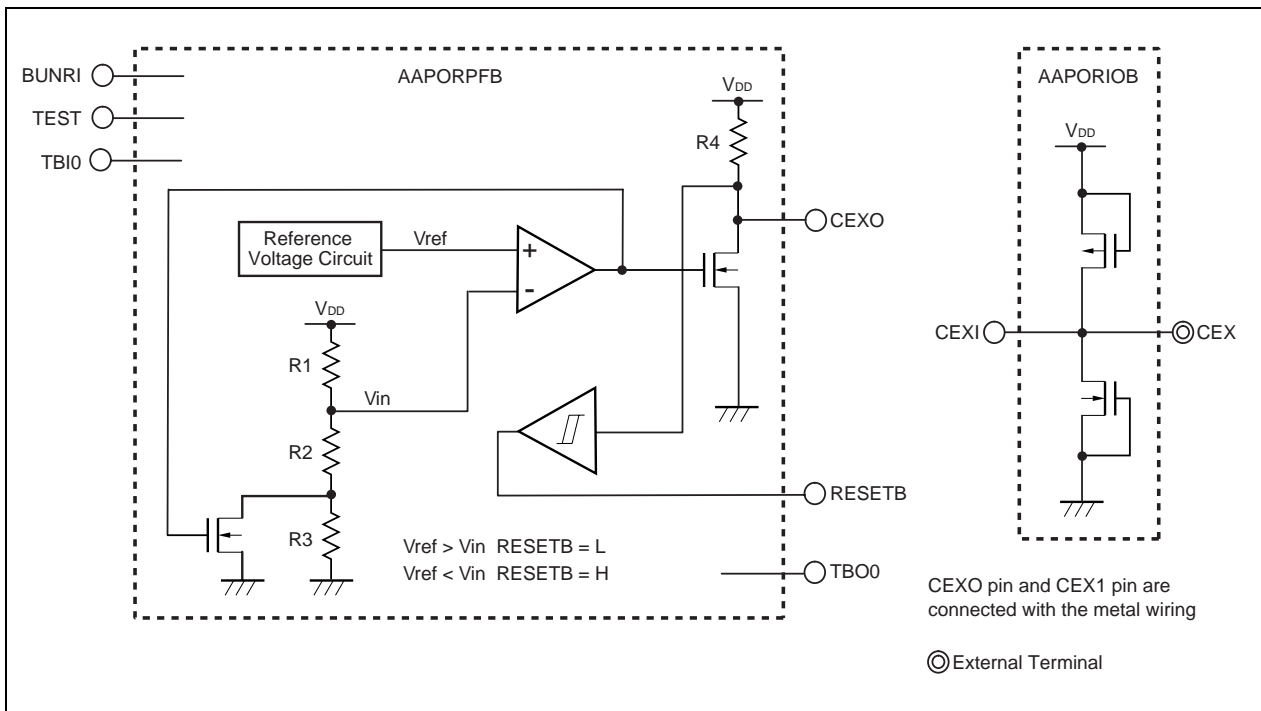 BUNRI
TEST
TBI0
AAPORPFB
VDD
R4
CEXO
Reference
Voltage Circuit
Vref
+
-
VDD
R1
Vin
R2
R3
Vref > Vin RESETB = L
Vref < Vin RESETB = H
RESETB
TBO0
AAPORIOB
VDD
CEXI
CEX
CEXO pin and CEX1 pin are
connected with the metal wiring
External Terminal